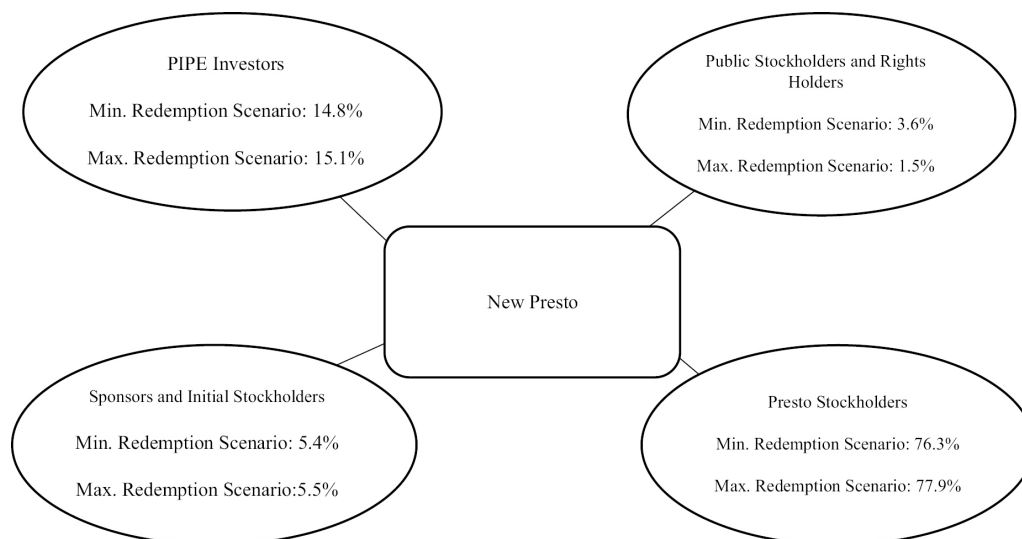 PIPE Investors
Min. Redemption Scenario: 14.8%
Max. Redemption Scenario: 15.1%
Public Stockholders and Rights
Holders
Min. Redemption Scenario: 3.6%
Max. Redemption Scenario: 1.5%
New Presto
Sponsors and Initial Stockholders
Min. Redemption Scenario: 5.4%
Max. Redemption Scenario:5.5%
Presto Stockholders
Min. Redemption Scenario: 76.3%
Max. Redemption Scenario: 77.9%